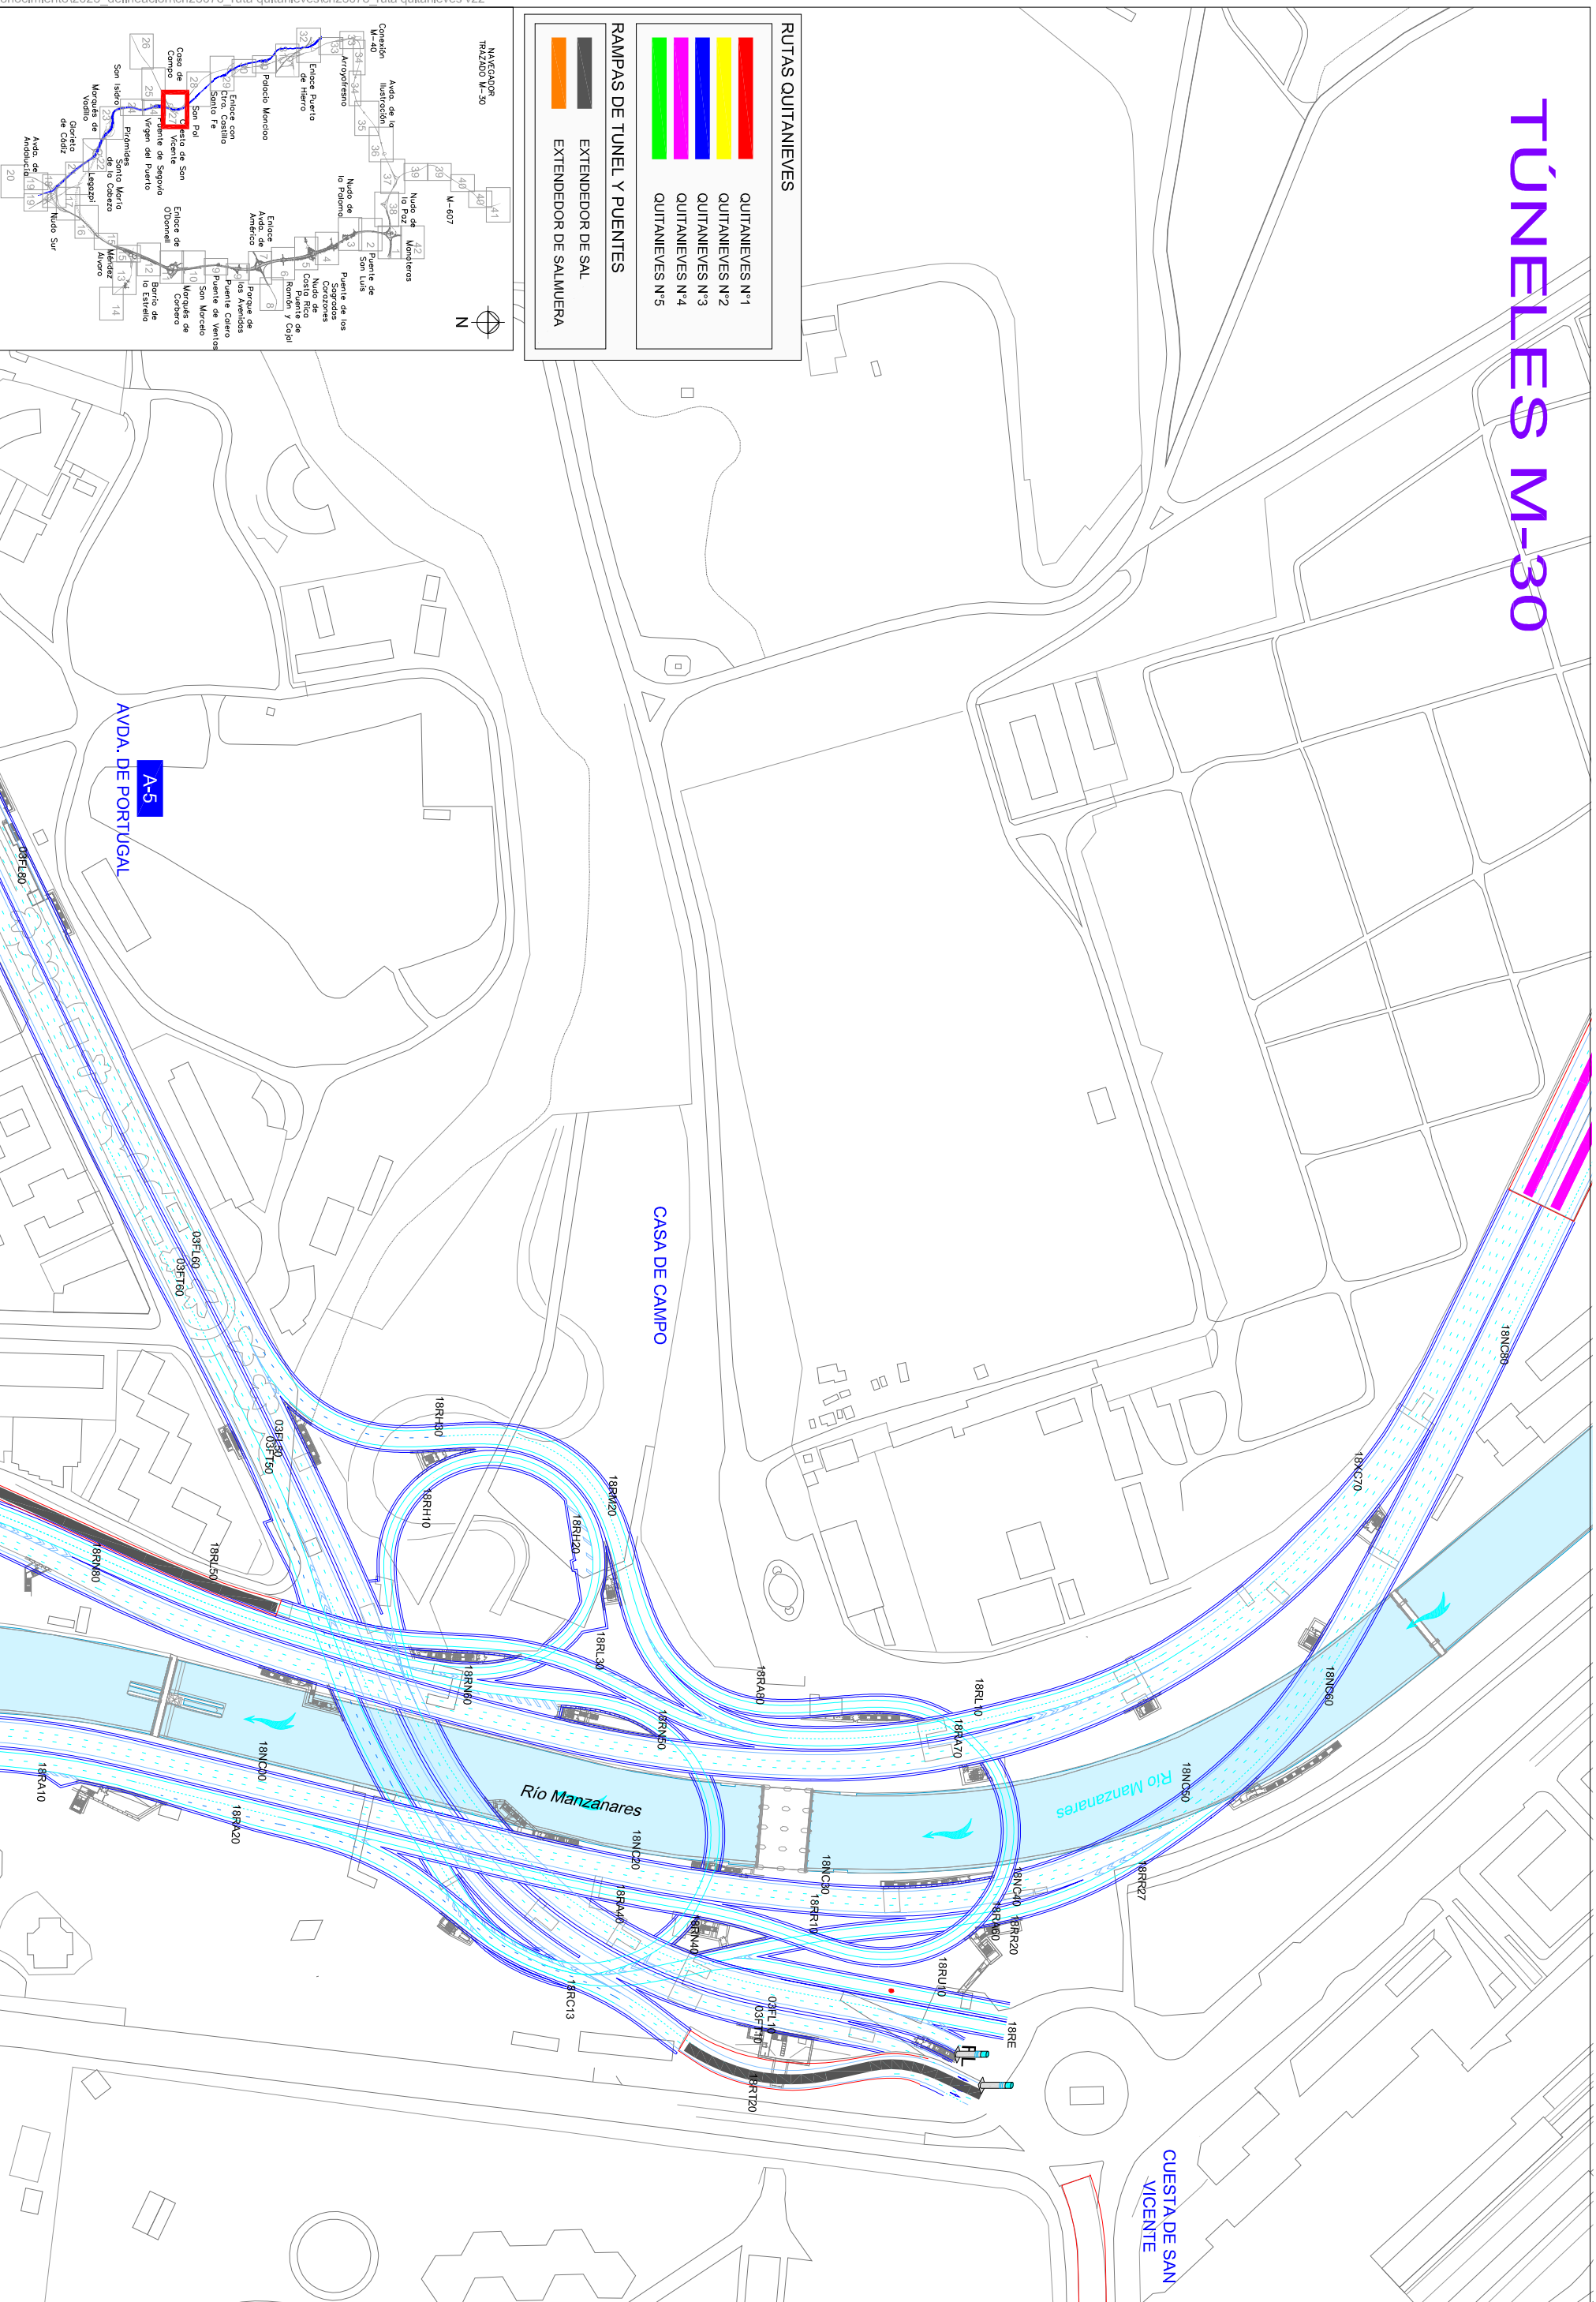 TÚNELES M-30
RUTAS QUITANIEVES
QUITANIEVES Nº1
QUITANIEVES Nº2
QUITANIEVES Nº3
QUITANIEVES Nº4
QUITANIEVES Nº5
RAMPAS DE TUNEL Y PUENTES
EXTENDEDOR DE SAL
EXTENDEDOR DE SALMUERA
NAVEGADOR
TRAZADO M-30
N
Conexión
M-40
Arroyofresno
Avda. de la
Ilustración
M-607
Enlace Puerto
de Hierro
Palacio Moncloa
Enlace con
Ctra. Castilla
Santa Fe
San Pol
Casa de
Campo
Cuesta de San
Vicente
Puente de Segovia
Virgen del Puerto
San Isidro
Pirámides
Marqués de
Vadillo
Santa María
de la Cabeza
Glorieta
de Cádiz
Legazpi
Avda. de
Andalucía
Nudo Sur
Méndez
Álvaro
Barrio de
la Estrella
Enlace de
O'Donnell
Marqués de
Corbera
San Marcelo
Puente de Ventas
Puente Calero
Parque de
las Avenidas
Enlace
Avda. de
América
Ramón y Cajal
Puente de
Costa Rica
Nudo de
Sagrados
Corazones
Puente de los
Nudo de
la Paloma
Puente de
San Luis
Nudo de
la Paz
Manoteras
A-5
AVDA. DE PORTUGAL
CASA DE CAMPO
CUESTA DE SAN
VICENTE
Río Manzanares
Río Manzanares
03FL80
03FL60
03FT60
03FL50
03FT50
18RH30
18RH10
18RM20
18RH20
18RL50
18RN80
18RL30
18RN60
18RN50
18RA80
18RL10
18RA70
18XC70
18NC80
18NC60
18NC50
18RR27
18NC40
18RR20
18RA60
18NC30
18RR10
18NC20
18RA40
18RN40
18NC00
18RA10
18RA20
18RC13
18RU10
18RE
03FL10
03FT10
18RT20